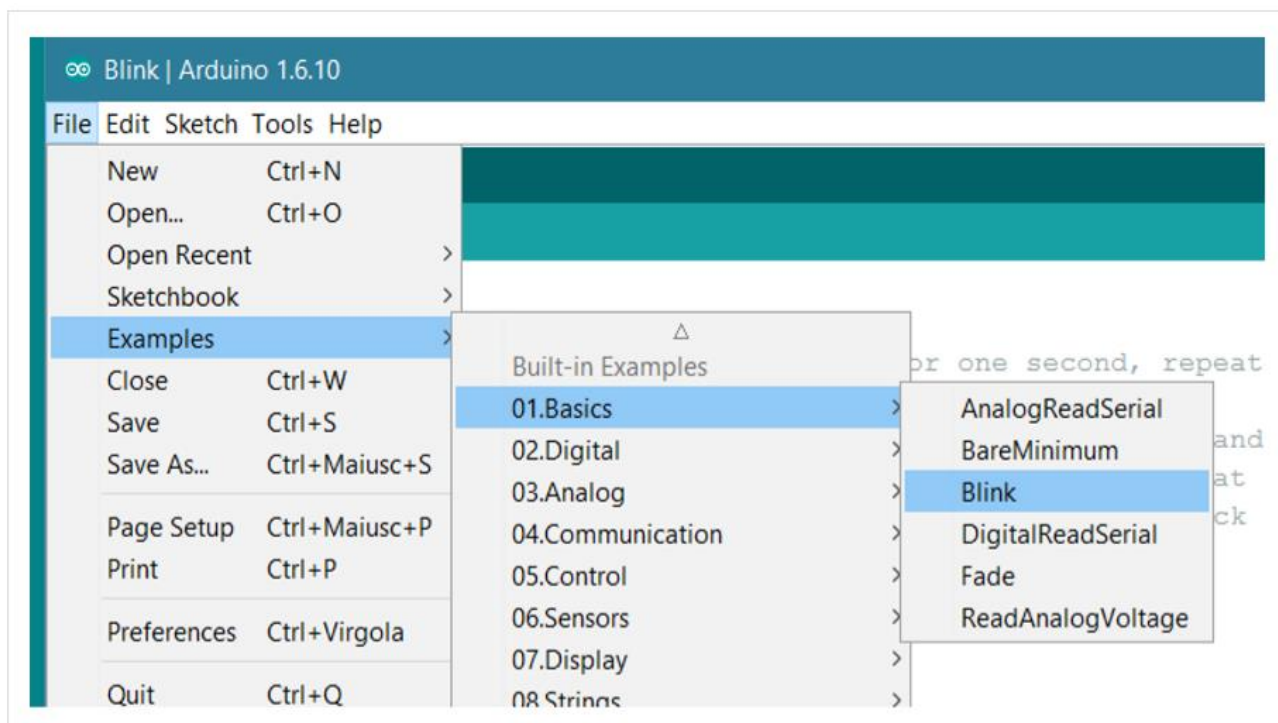 Blink | Arduino 1.6.10
File Edit Sketch Tools Help
New Ctrl+N
Open... Ctrl+O
Open Recent
Sketchbook
Examples
Close Ctrl+W
Save Ctrl+S
Save As... Ctrl+Maiusc+S
Page Setup Ctrl+Maiusc+P
Print Ctrl+P
Preferences Ctrl+Virgola
Quit Ctrl+Q
Built-in Examples
01.Basics
02.Digital
03.Analog
04.Communication
05.Control
06.Sensors
07.Display
08.Strings
AnalogReadSerial
BareMinimum
Blink
DigitalReadSerial
Fade
ReadAnalogVoltage
or one second, repeat
and
at
ck